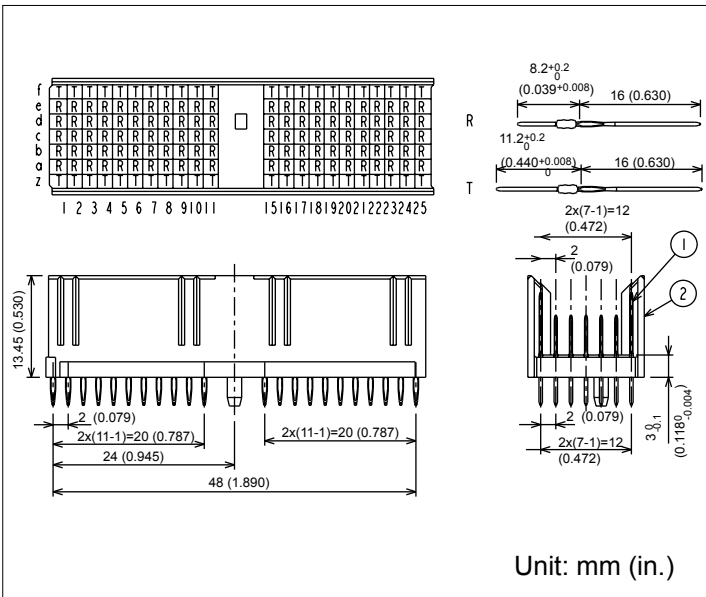 f T T T T T T T T T T T T T T T T T T T T T T
e R R R R R R R R R R R R R R R R R R R R R R
d R R R R R R R R R R R R R R R R R R R R R R
c R R R R R R R R R R R R R R R R R R R R R R
b R R R R R R R R R R R R R R R R R R R R R R
a R R R R R R R R R R R R R R R R R R R R R R
z T T T T T T T T T T T T T T T T T T T T T T
1 2 3 4 5 6 7 8 9 10 11 15 16 17 18 19 20 21 22 23 24 25
8.2+0.2 0
(0.039+0.008)
16 (0.630)
R
11.2+0.2 0
(0.440+0.008 0)
16 (0.630)
T
2x(7-1)=12
(0.472)
2
(0.079)
1
2
13.45 (0.530)
2 (0.079)
2x(11-1)=20 (0.787)
2x(11-1)=20 (0.787)
24 (0.945)
48 (1.890)
2 (0.079)
2x(7-1)=12
(0.472)
3 0 -0.1
(0.118 0 -0.004)
Unit: mm (in.)